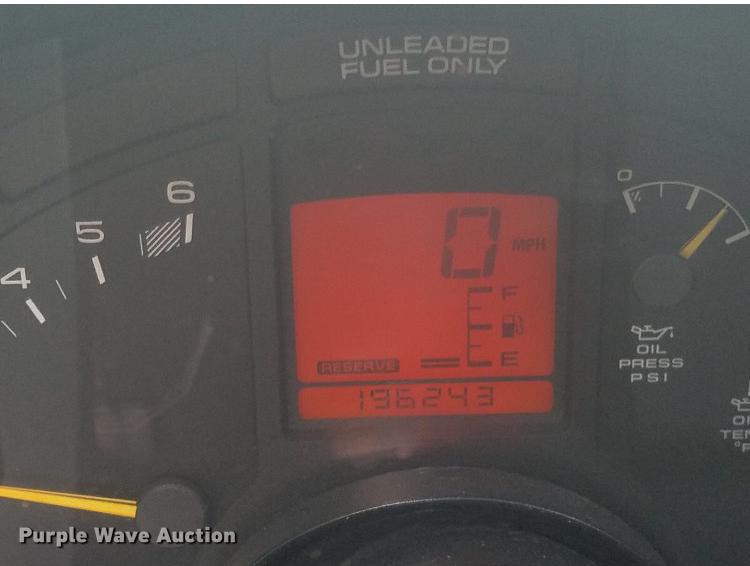 UNLEADED
FUEL ONLY
6
5
4
0
MPH
F
E
RESERVE
196243
0
OIL
PRESS
PSI
Purple Wave Auction